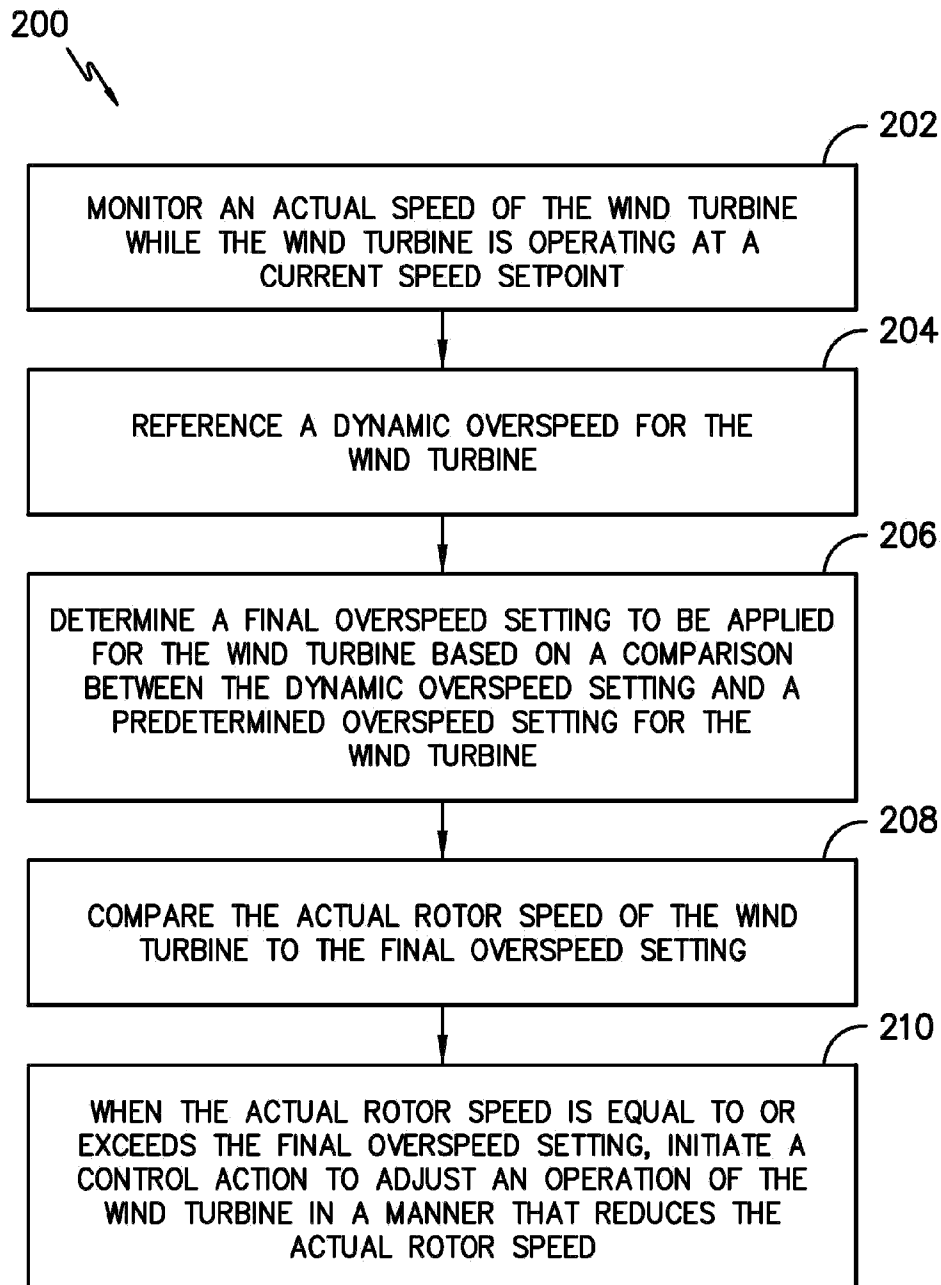 200
202
MONITOR AN ACTUAL SPEED OF THE WIND TURBINE
WHILE THE WIND TURBINE IS OPERATING AT A
CURRENT SPEED SETPOINT
204
REFERENCE A DYNAMIC OVERSPEED FOR THE
WIND TURBINE
206
DETERMINE A FINAL OVERSPEED SETTING TO BE APPLIED
FOR THE WIND TURBINE BASED ON A COMPARISON
BETWEEN THE DYNAMIC OVERSPEED SETTING AND A
PREDETERMINED OVERSPEED SETTING FOR THE
WIND TURBINE
208
COMPARE THE ACTUAL ROTOR SPEED OF THE WIND
TURBINE TO THE FINAL OVERSPEED SETTING
210
WHEN THE ACTUAL ROTOR SPEED IS EQUAL TO OR
EXCEEDS THE FINAL OVERSPEED SETTING, INITIATE A
CONTROL ACTION TO ADJUST AN OPERATION OF THE
WIND TURBINE IN A MANNER THAT REDUCES THE
ACTUAL ROTOR SPEED